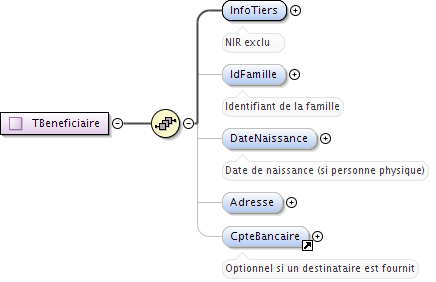 InfoTiers
NIR exclu
IdFamille
Identifiant de la famille
TBeneficiaire
DateNaissance
Date de naissance (si personne physique)
Adresse
CpteBancaire
Optionnel si un destinataire est fournit